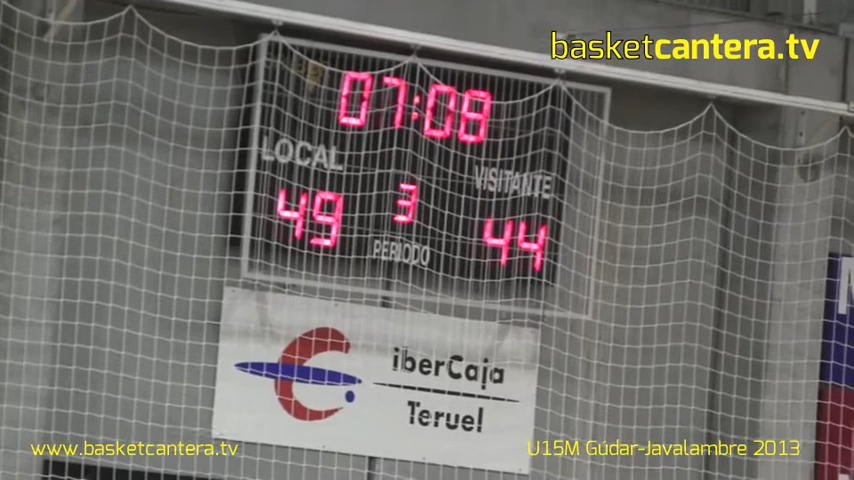 basketcantera.tv
07:08
LOCAL
VISITANTE
49 3 44
PERIODO
iberCaja
Teruel
www.basketcantera.tv
U15M Gúdar-Javalambre 2013